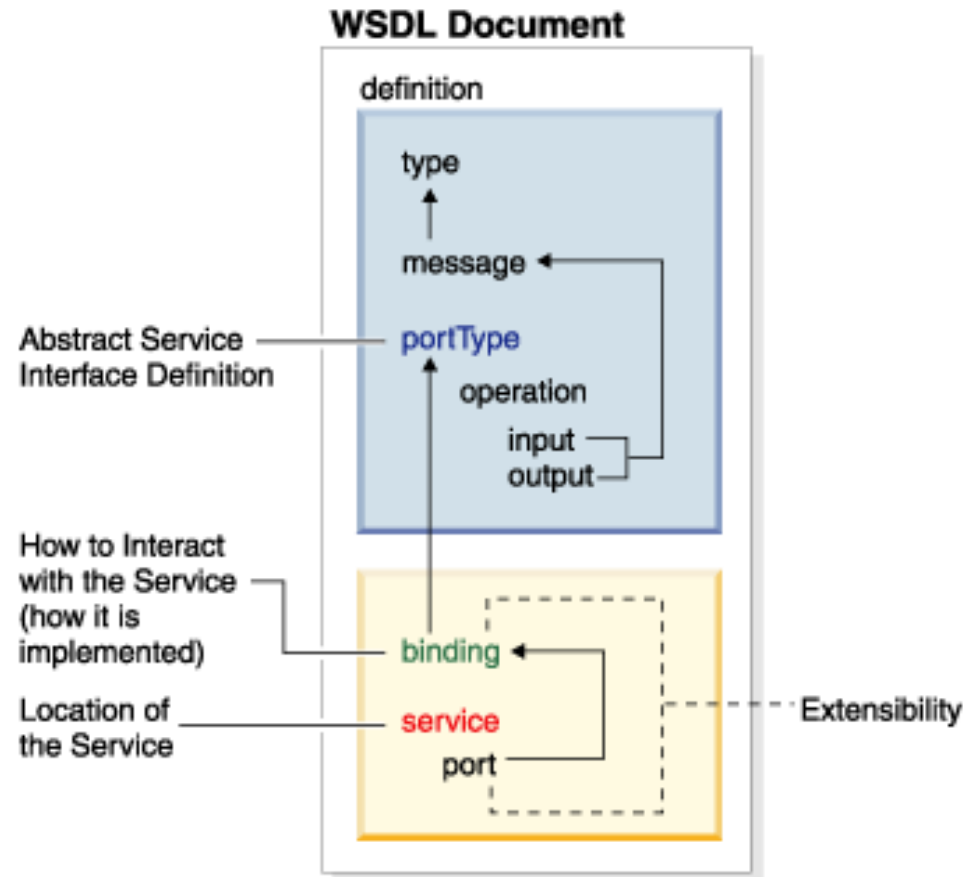 WSDL Document
definition
type
message
Abstract Service
Interface Definition
portType
operation
input
output
How to Interact
with the Service
(how it is
implemented)
binding
Location of
the Service
service
port
Extensibility